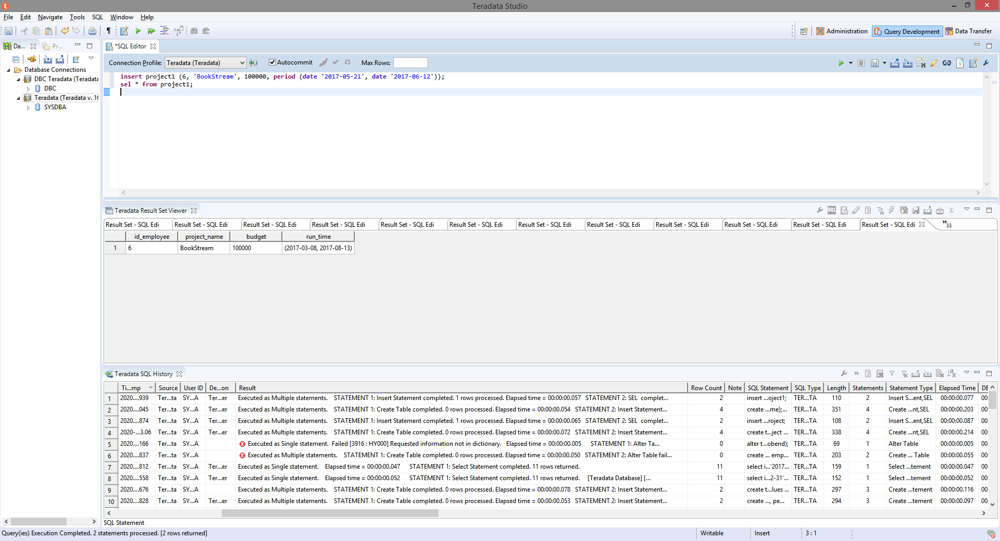 Teradata Studio
File Edit Navigate Tools SQL Window Help
Administration Query Development Data Transfer
Da... Pr... *SQL Editor
Connection Profile: Teradata (Teradata) Autocommit Max Rows:
Database Connections
DBC Teradata (Teradata
DBC
Teradata (Teradata v. 16
SYSDBA
insert project1 (6, 'BookStream', 100000, period (date '2017-05-21', date '2017-06-12'));
sel * from project1;
Teradata Result Set Viewer
Result Set - SQL Edi Result Set - SQL Edi Result Set - SQL Edi Result Set - SQL Edi Result Set - SQL Edi Result Set - SQL Edi Result Set - SQL Edi Result Set - SQL Edi Result Set - SQL Edi Result Set - SQL Edi Result Set - SQL Edi Result Set - SQL Edi »33
id_employee project_name budget run_time
1 6 BookStream 100000 (2017-03-08, 2017-08-13)
Teradata SQL History
Ti...mp Source User ID De...on Result Row Count Note SQL Statement SQL Type Length Statements Statement Type Elapsed Time DE
1 2020....939 Ter...ta SY...A Ter...er Executed as Multiple statements. STATEMENT 1: Insert Statement completed. 1 rows processed. Elapsed time = 00:00:00.057 STATEMENT 2: SEL complet... 2 insert ...oject1; TER...TA 110 2 Insert S...ent,SEL 00:00:00.077 00:
2 2020....045 Ter...ta SY...A Ter...er Executed as Multiple statements. STATEMENT 1: Create Table completed. 0 rows processed. Elapsed time = 00:00:00.054 STATEMENT 2: Insert Statement... 4 create ...me);... TER...TA 351 4 Create ...nt,SEL 00:00:00.203 00:
3 2020....874 Ter...ta SY...A Ter...er Executed as Multiple statements. STATEMENT 1: Insert Statement completed. 1 rows processed. Elapsed time = 00:00:00.065 STATEMENT 2: SEL complet... 2 insert ...roject; TER...TA 108 2 Insert S...ent,SEL 00:00:00.087 00:
4 2020-...3.06 Ter...ta SY...A Ter...er Executed as Multiple statements. STATEMENT 1: Create Table completed. 0 rows processed. Elapsed time = 00:00:00.072 STATEMENT 2: Insert Statement... 4 create t...ject ... TER...TA 338 4 Create ...nt,SEL 00:00:00.214 00:
5 2020....166 Ter...ta SY...A Executed as Single statement. Failed [3916 : HY000] Requested information not in dictionary. Elapsed time = 00:00:00.005 STATEMENT 1: Alter Ta... 0 alter t...obend); TER...TA 69 1 Alter Table 00:00:00.005 00:
6 2020....837 Ter...ta SY...A Executed as Multiple statements. STATEMENT 1: Create Table completed. 0 rows processed. Elapsed time = 00:00:00.050 STATEMENT 2: Alter Table fail... 0 create ... emp... TER...TA 203 2 Create ... Table 00:00:00.055 00:
7 2020....812 Ter...ta SY...A Ter...er Executed as Single statement. Elapsed time = 00:00:00.047 STATEMENT 1: Select Statement completed. 11 rows returned. 11 select i...'2017... TER...TA 159 1 Select ...tement 00:00:00.047 00:
8 2020....558 Ter...ta SY...A Ter...er Executed as Single statement. Elapsed time = 00:00:00.052 STATEMENT 1: Select Statement completed. 11 rows returned. [Teradata Database] [... 11 select i...2-31'... TER...TA 152 1 Select ...tement 00:00:00.052 00:
9 2020....676 Ter...ta SY...A Executed as Multiple statements. STATEMENT 1: Create Table completed. 0 rows processed. Elapsed time = 00:00:00.078 STATEMENT 2: Insert Statement... 2 create t...lues ... TER...TA 297 3 Create ...tement 00:00:00.116 00:
10 2020....828 Ter...ta SY...A Ter...er Executed as Multiple statements. STATEMENT 1: Create Table completed. 0 rows processed. Elapsed time = 00:00:00.053 STATEMENT 2: Insert Statement... 2 create ..., pe... TER...TA 294 3 Create ...tement 00:00:00.097 00:
SQL Statement
Query(ies) Execution Completed. 2 statements processed. [2 rows returned] Writable Insert 3 : 1